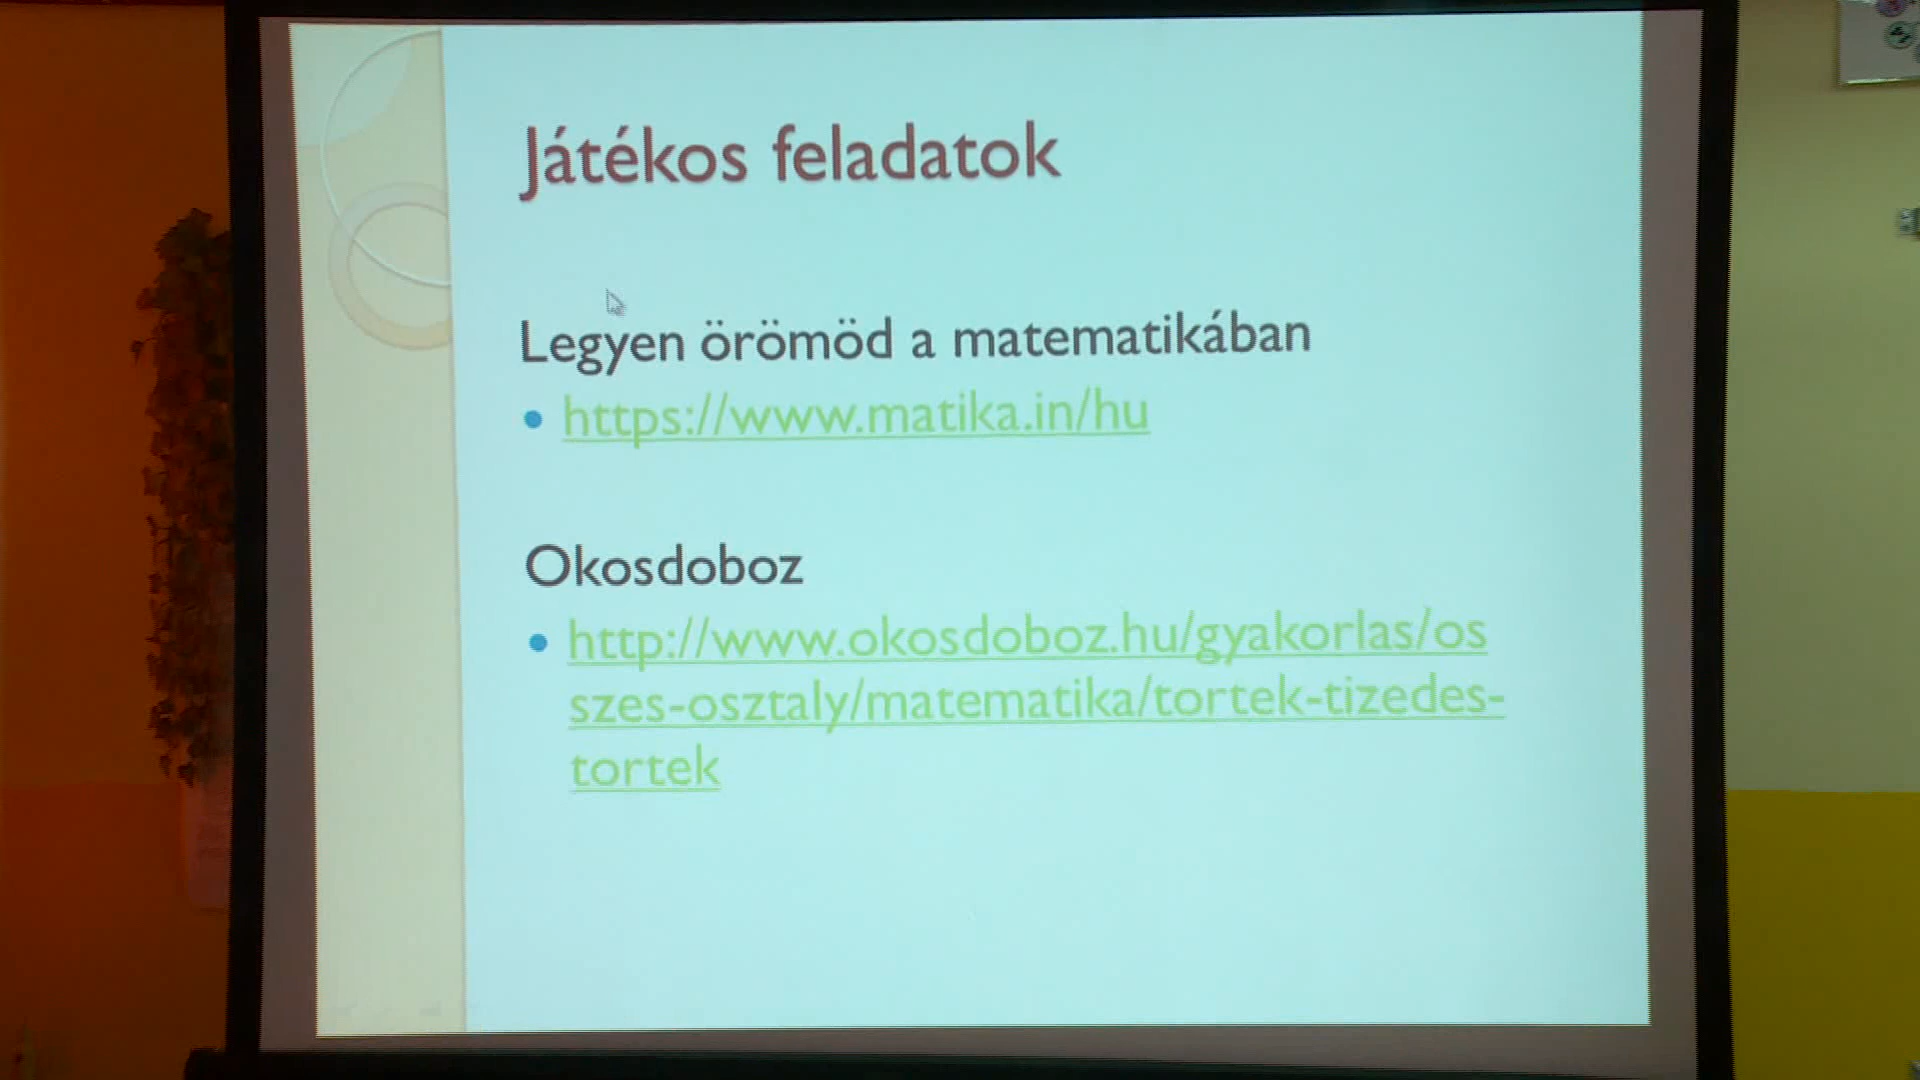 Játékos feladatok
Legyen örömöd a matematikában
• https://www.matika.in/hu
Okosdoboz
• http://www.okosdoboz.hu/gyakorlas/os
szes-osztaly/matematika/tortek-tizedes-
tortek